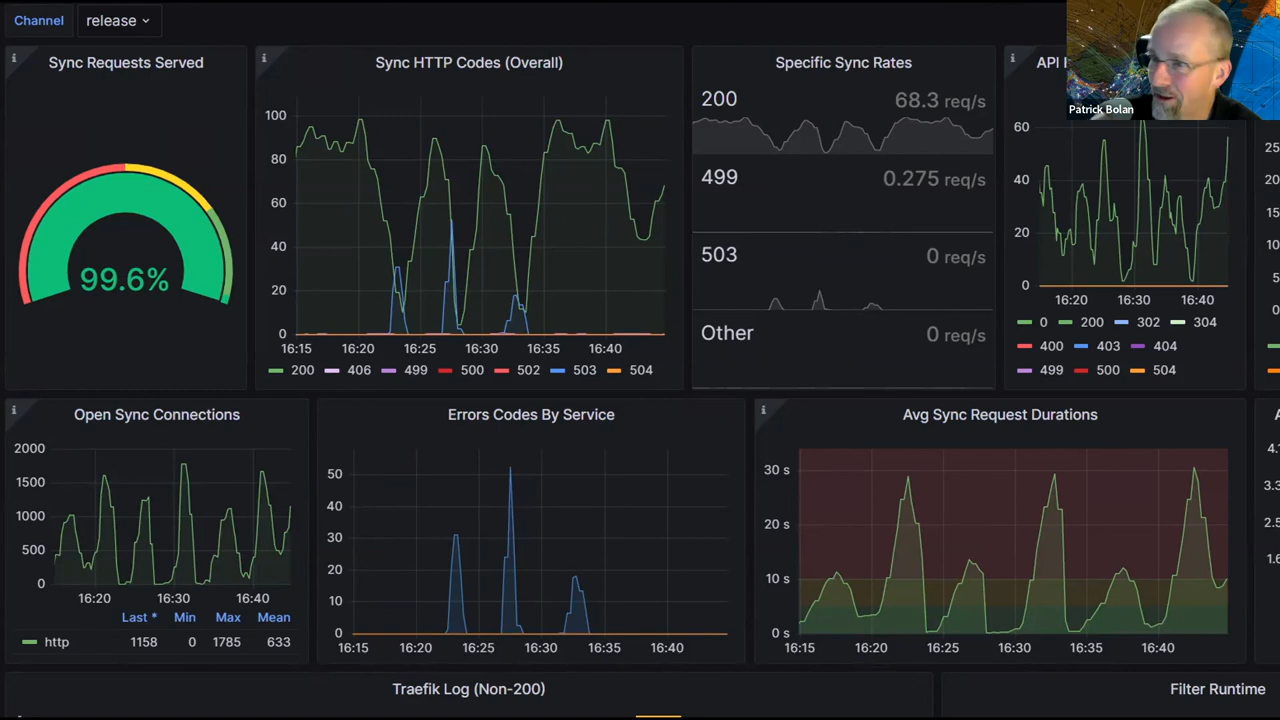 Channel
release
Sync Requests Served
99.6%
Sync HTTP Codes (Overall)
100
80
60
40
20
0
16:15 16:20 16:25 16:30 16:35 16:40
200 406 499 500 502 503 504
Specific Sync Rates
200 68.3 req/s
499 0.275 req/s
503 0 req/s
Other 0 req/s
API
Patrick Bolan
60
40
20
0
16:20 16:30 16:40
0 200 302 304
400 403 404
499 500 504
Open Sync Connections
2000
1500
1000
500
0
16:20 16:30 16:40
Last * Min Max Mean
http 1158 0 1785 633
Errors Codes By Service
50
40
30
20
10
0
16:15 16:20 16:25 16:30 16:35 16:40
Avg Sync Request Durations
30 s
20 s
10 s
0 s
16:15 16:20 16:25 16:30 16:35 16:40
Traefik Log (Non-200)
Filter Runtime